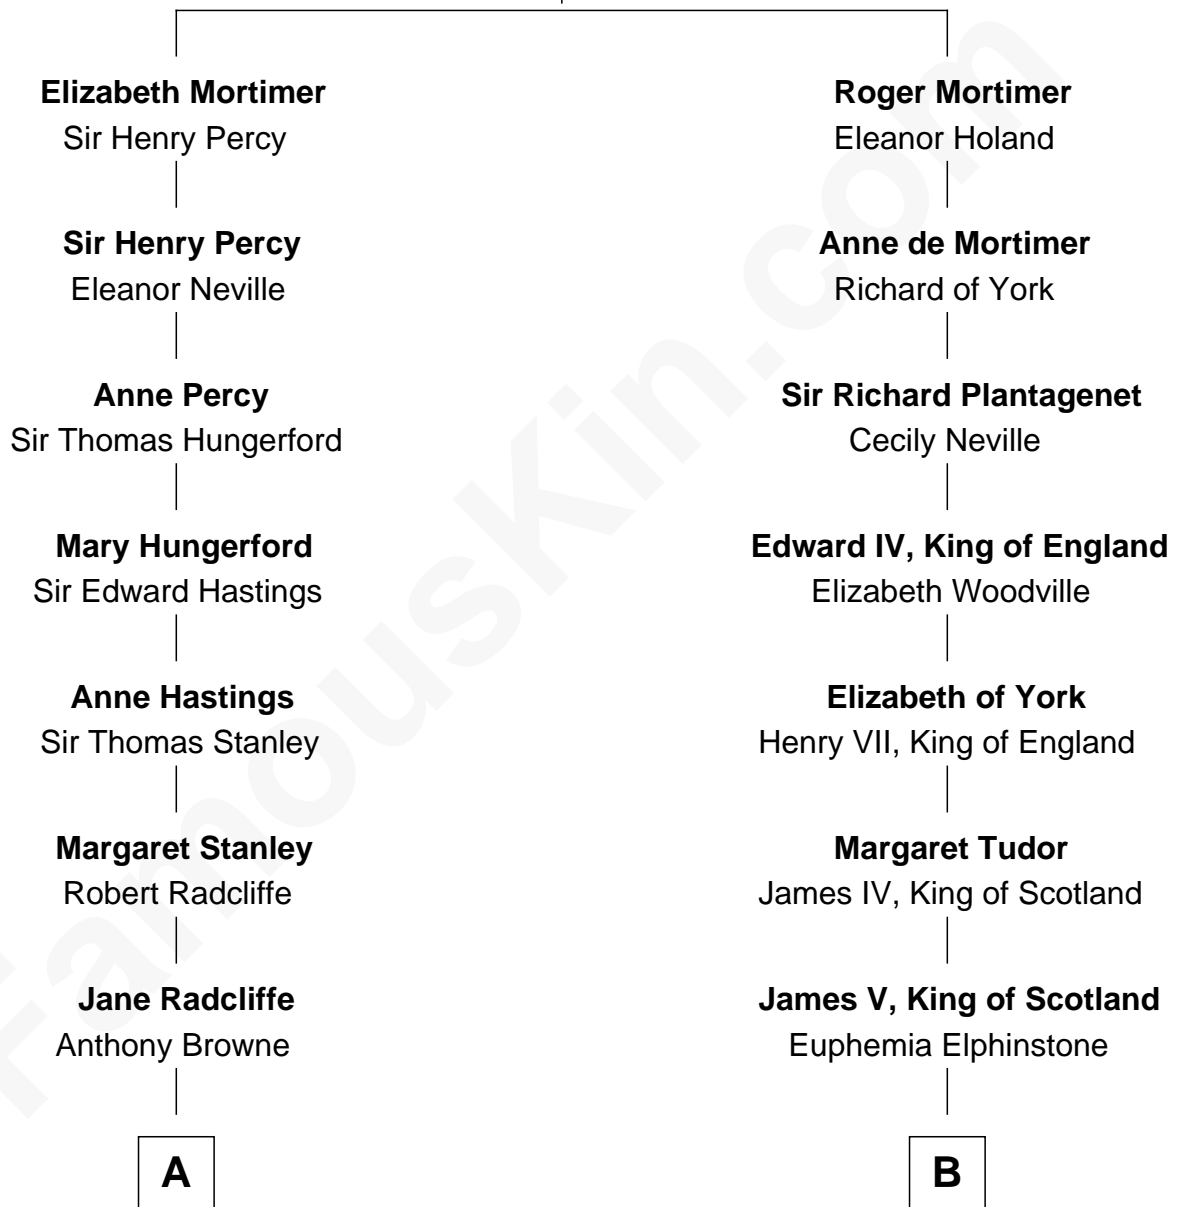 Elizabeth Mortimer
Sir Henry Percy
Sir Henry Percy
Eleanor Neville
Anne Percy
Sir Thomas Hungerford
Mary Hungerford
Sir Edward Hastings
Anne Hastings
Sir Thomas Stanley
Margaret Stanley
Robert Radcliffe
Jane Radcliffe
Anthony Browne
A
Roger Mortimer
Eleanor Holand
Anne de Mortimer
Richard of York
Sir Richard Plantagenet
Cecily Neville
Edward IV, King of England
Elizabeth Woodville
Elizabeth of York
Henry VII, King of England
Margaret Tudor
James IV, King of Scotland
James V, King of Scotland
Euphemia Elphinstone
B
FamousKin.com